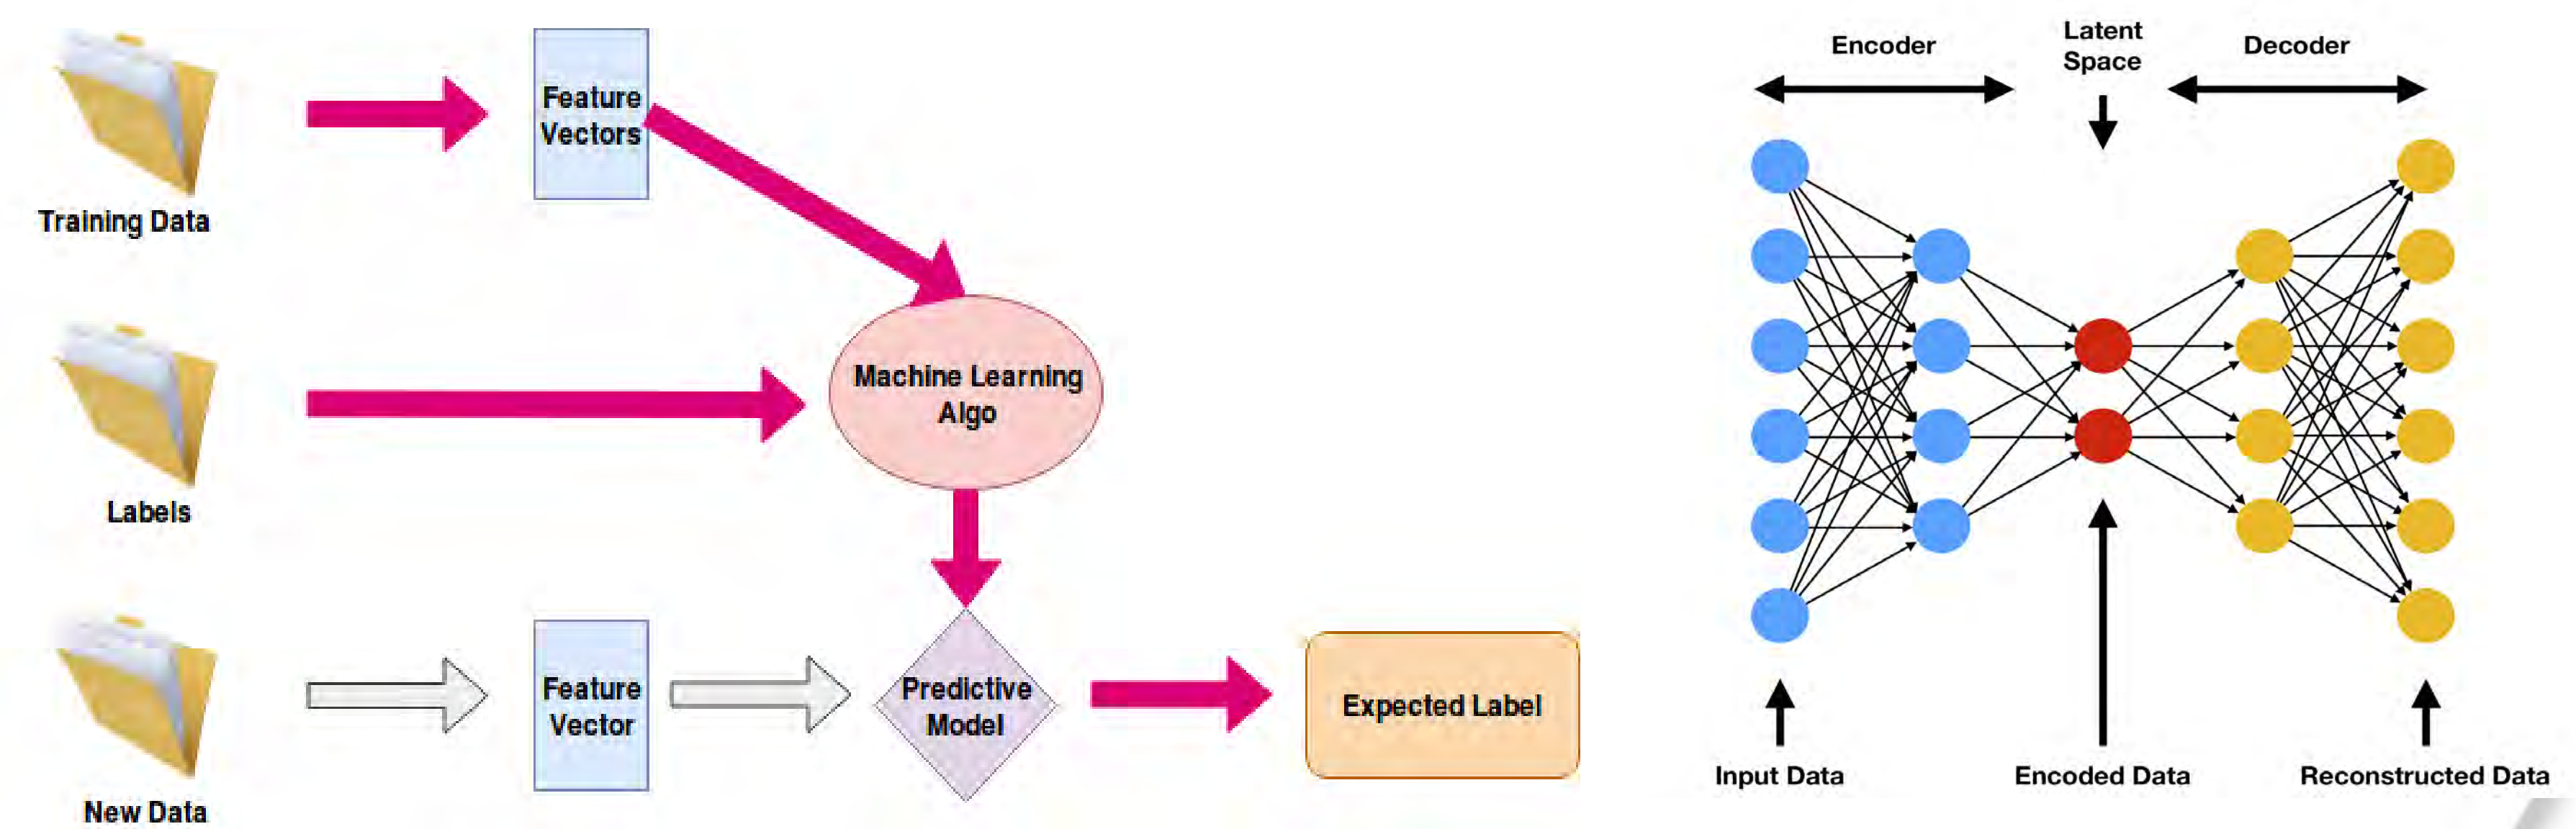 Feature
Vectors
Training Data
Machine Learning
Algo
Labels
Feature
Vector
Predictive
Model
Expected Label
New Data
Encoder
Latent
Space
Decoder
Input Data
Encoded Data
Reconstructed Data